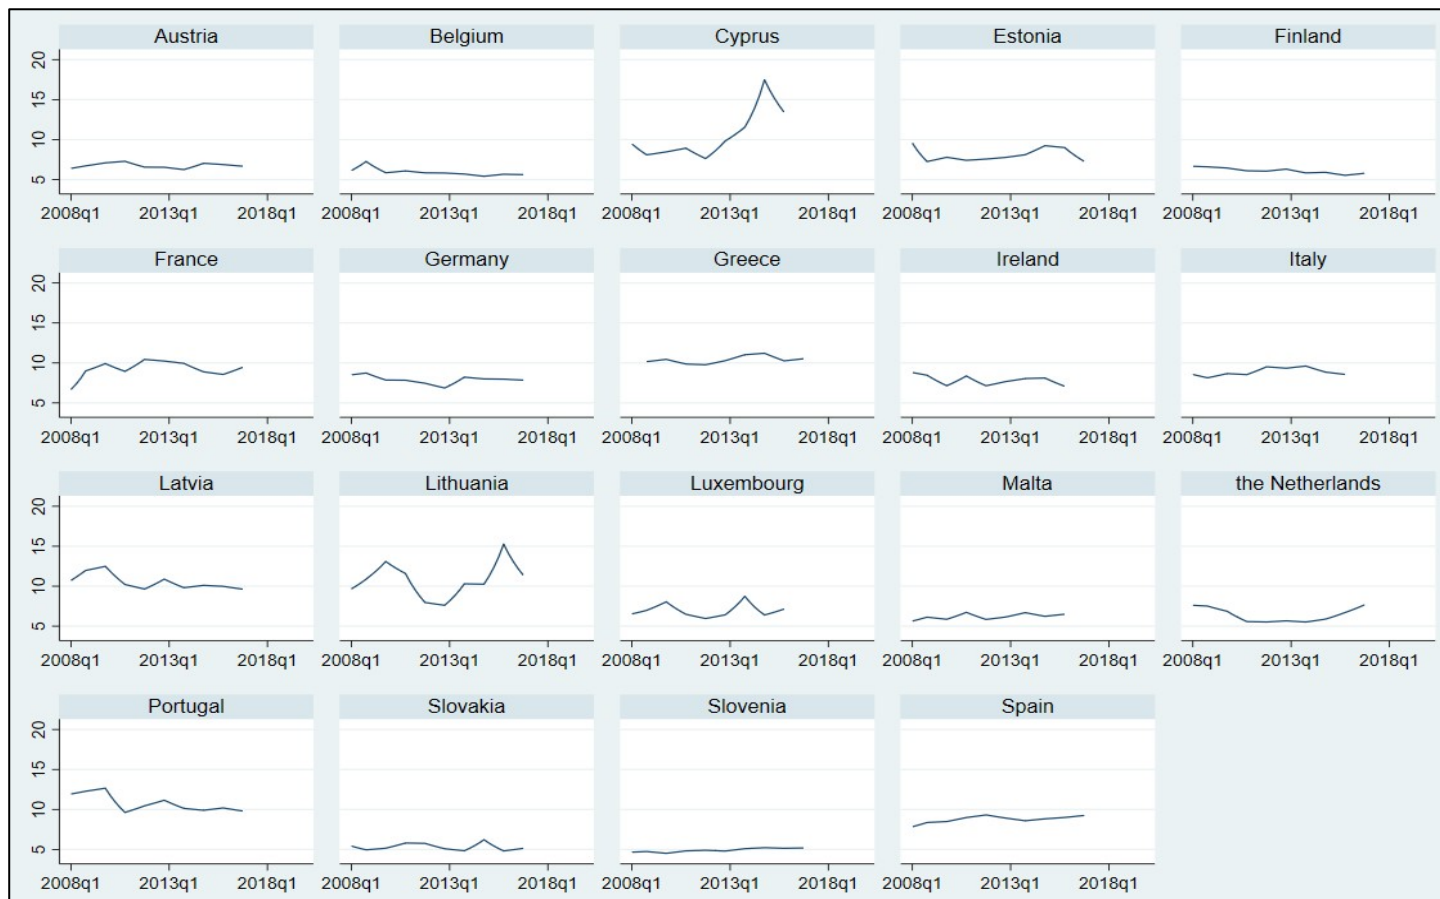 Austria Belgium Cyprus Estonia Finland
20
15
10
5
2008q1 2013q1 2018q1 2008q1 2013q1 2018q1 2008q1 2013q1 2018q1 2008q1 2013q1 2018q1 2008q1 2013q1 2018q1
France Germany Greece Ireland Italy
20
15
10
5
2008q1 2013q1 2018q1 2008q1 2013q1 2018q1 2008q1 2013q1 2018q1 2008q1 2013q1 2018q1 2008q1 2013q1 2018q1
Latvia Lithuania Luxembourg Malta the Netherlands
20
15
10
5
2008q1 2013q1 2018q1 2008q1 2013q1 2018q1 2008q1 2013q1 2018q1 2008q1 2013q1 2018q1 2008q1 2013q1 2018q1
Portugal Slovakia Slovenia Spain
20
15
10
5
2008q1 2013q1 2018q1 2008q1 2013q1 2018q1 2008q1 2013q1 2018q1 2008q1 2013q1 2018q1